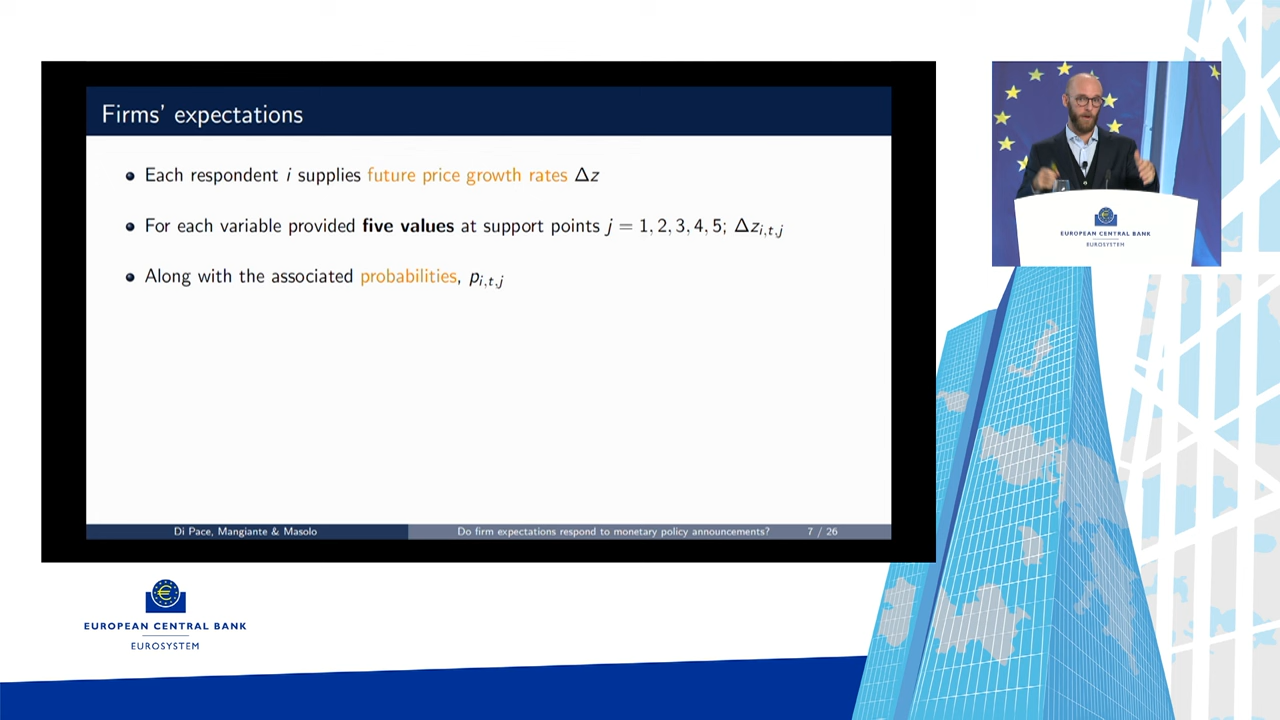 Firms' expectations
Each respondent i supplies future price growth rates Δz
For each variable provided five values at support points j = 1, 2, 3, 4, 5; Δz_{i,t,j}
Along with the associated probabilities, p_{i,t,j}
Di Pace, Mangiante & Masolo
Do firm expectations respond to monetary policy announcements?
7 / 26
EUROPEAN CENTRAL BANK
EUROSYSTEM
EUROPEAN CENTRAL BANK
EUROSYSTEM